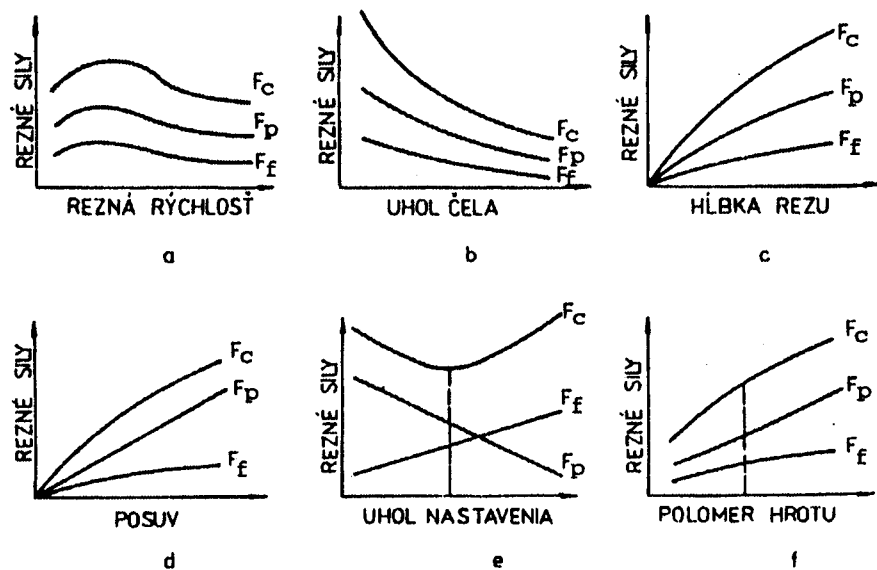 REZNÉ SILY
Fc
Fp
Ff
REZNÁ RÝCHLOSŤ
a
REZNÉ SILY
Fc
Fp
Ff
UHOL ČELA
b
REZNÉ SILY
Fc
Fp
Ff
HĹBKA REZU
c
REZNÉ SILY
Fc
Fp
Ff
POSUV
d
REZNÉ SILY
Fc
Ff
Fp
UHOL NASTAVENIA
e
REZNÉ SILY
Fc
Fp
Ff
POLOMER HROTU
f